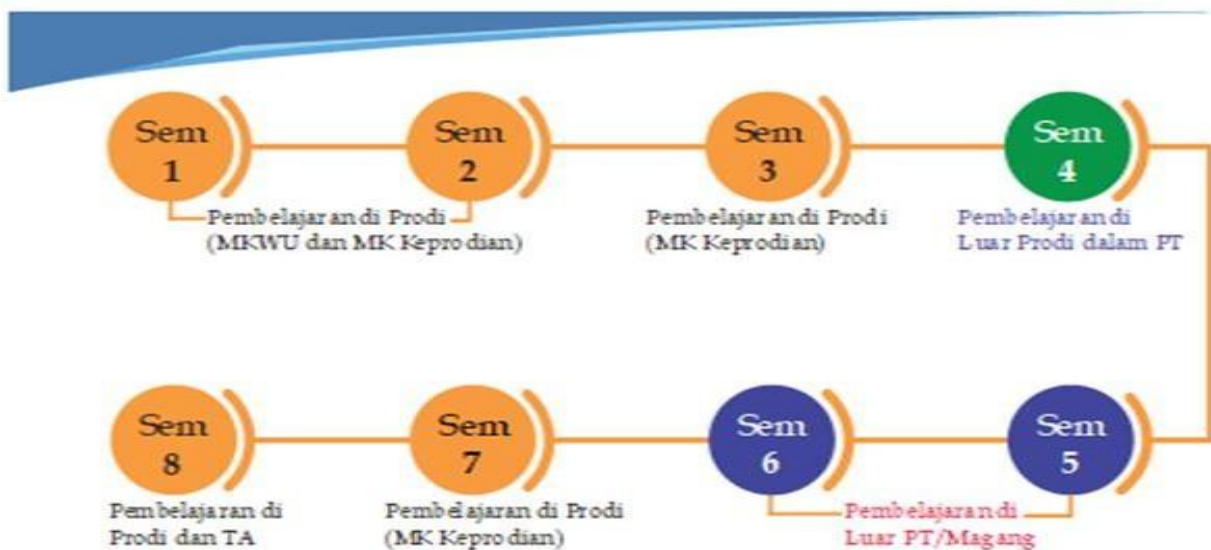 Sem
1
Sem
2
Sem
3
Sem
4
Pembelajaran di Prodi
(MKWU dan MK Keprodian)
Pembelajaran di Prodi
(MK Keprodian)
Pembelajaran di
Luar Prodi dalam PT
Sem
8
Sem
7
Sem
6
Sem
5
Pembelajaran di
Prodi dan TA
Pembelajaran di Prodi
(MK Keprodian)
Pembelajaran di
Luar PT/Magang